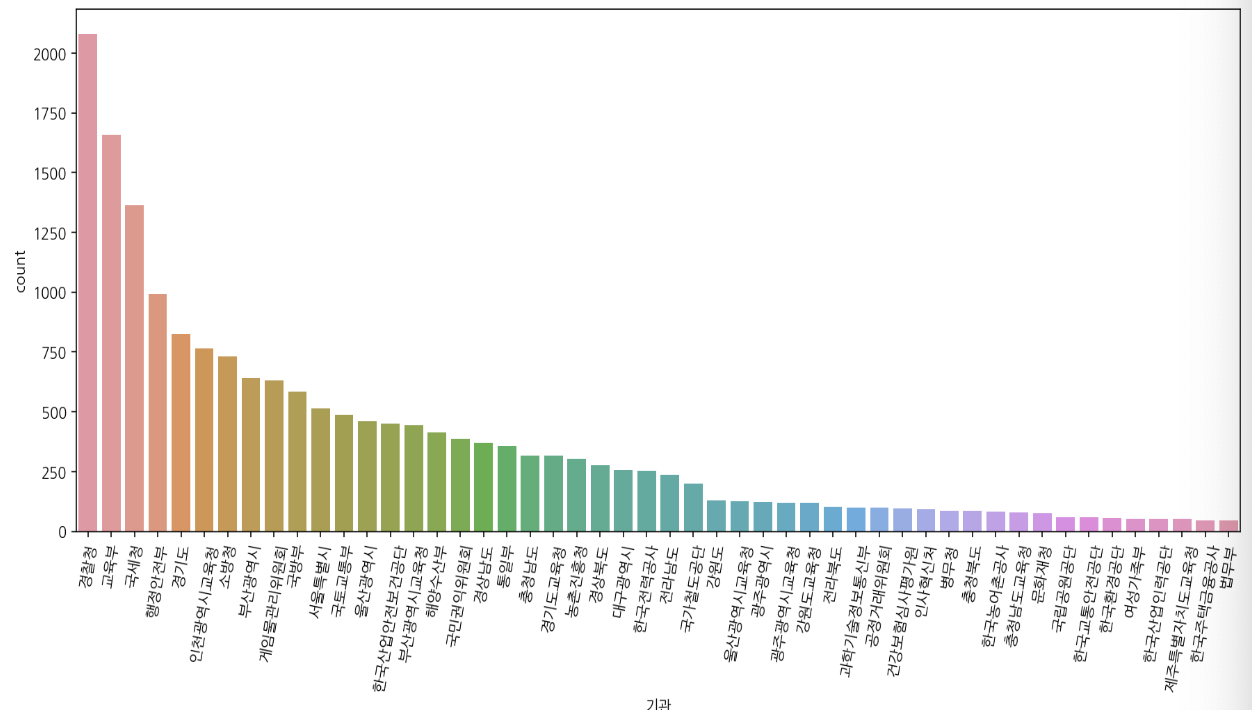 2000
1750
1500
1250
1000
750
500
250
0
count
경찰청
교육부
국세청
행정안전부
경기도
인천광역시교육청
소방청
부산광역시
게임물관리위원회
국방부
서울특별시
국토교통부
울산광역시
한국산업안전보건공단
부산광역시교육청
해양수산부
국민권익위원회
경상남도
통일부
충청남도
경기도교육청
농촌진흥청
경상북도
대구광역시
한국전력공사
전라남도
국가철도공단
강원도
울산광역시교육청
광주광역시
광주광역시교육청
강원도교육청
전라북도
과학기술정보통신부
공정거래위원회
건강보험심사평가원
인사혁신처
병무청
충청북도
한국농어촌공사
충청남도교육청
문화재청
국립공원공단
한국교통안전공단
한국환경공단
여성가족부
한국산업인력공단
제주특별자치도교육청
한국주택금융공사
법무부
기관